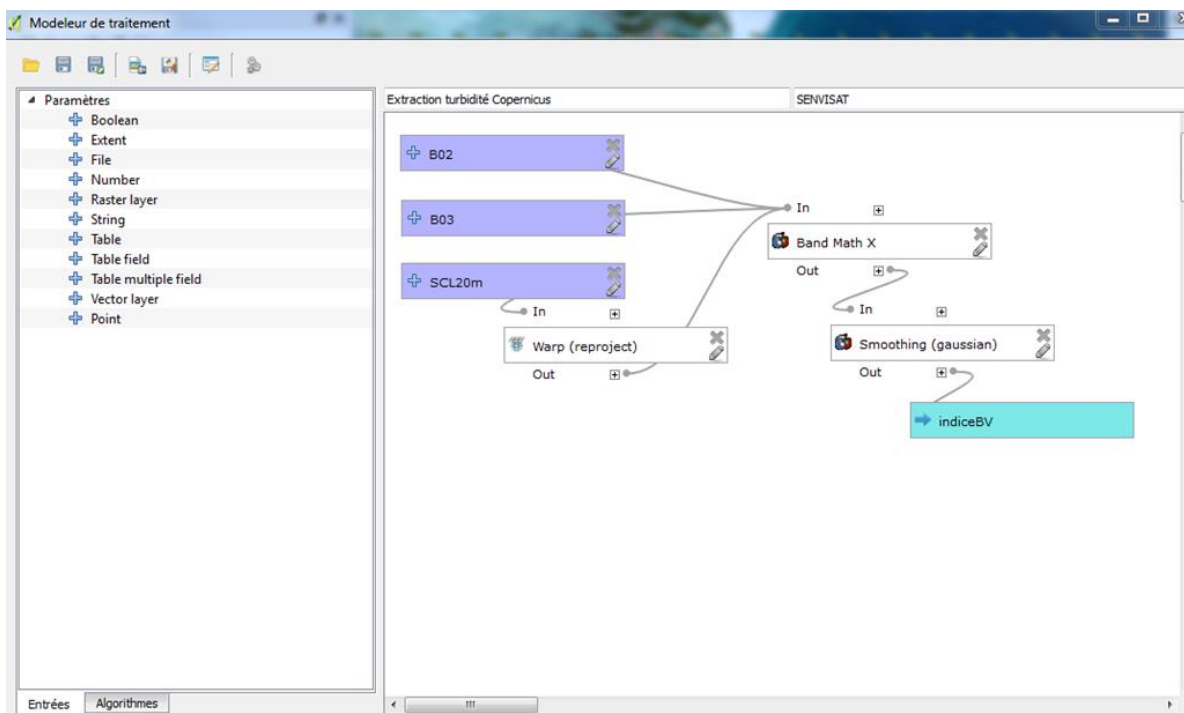 Modeleur de traitement
Paramètres
Boolean
Extent
File
Number
Raster layer
String
Table
Table field
Table multiple field
Vector layer
Point
Entrées
Algorithmes
Extraction turbidité Copernicus
SENVISAT
B02
B03
SCL20m
In
Warp (reproject)
Out
In
Band Math X
Out
In
Smoothing (gaussian)
Out
indiceBV